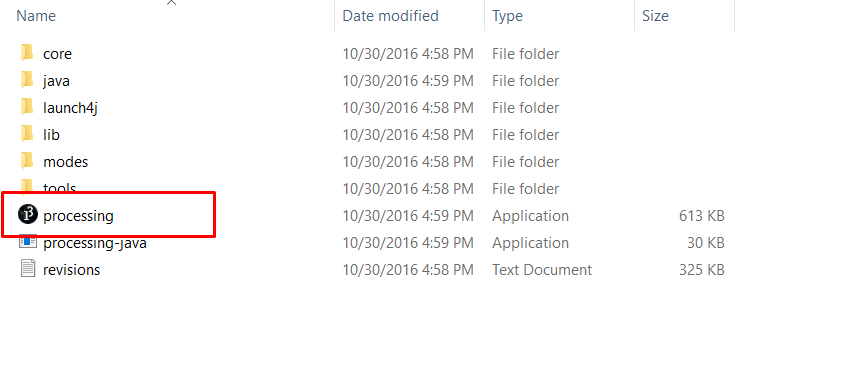 Name Date modified Type Size
core 10/30/2016 4:58 PM File folder
java 10/30/2016 4:59 PM File folder
launch4j 10/30/2016 4:58 PM File folder
lib 10/30/2016 4:58 PM File folder
modes 10/30/2016 4:58 PM File folder
tools 10/30/2016 4:58 PM File folder
processing 10/30/2016 4:59 PM Application 613 KB
processing-java 10/30/2016 4:59 PM Application 30 KB
revisions 10/30/2016 4:58 PM Text Document 325 KB